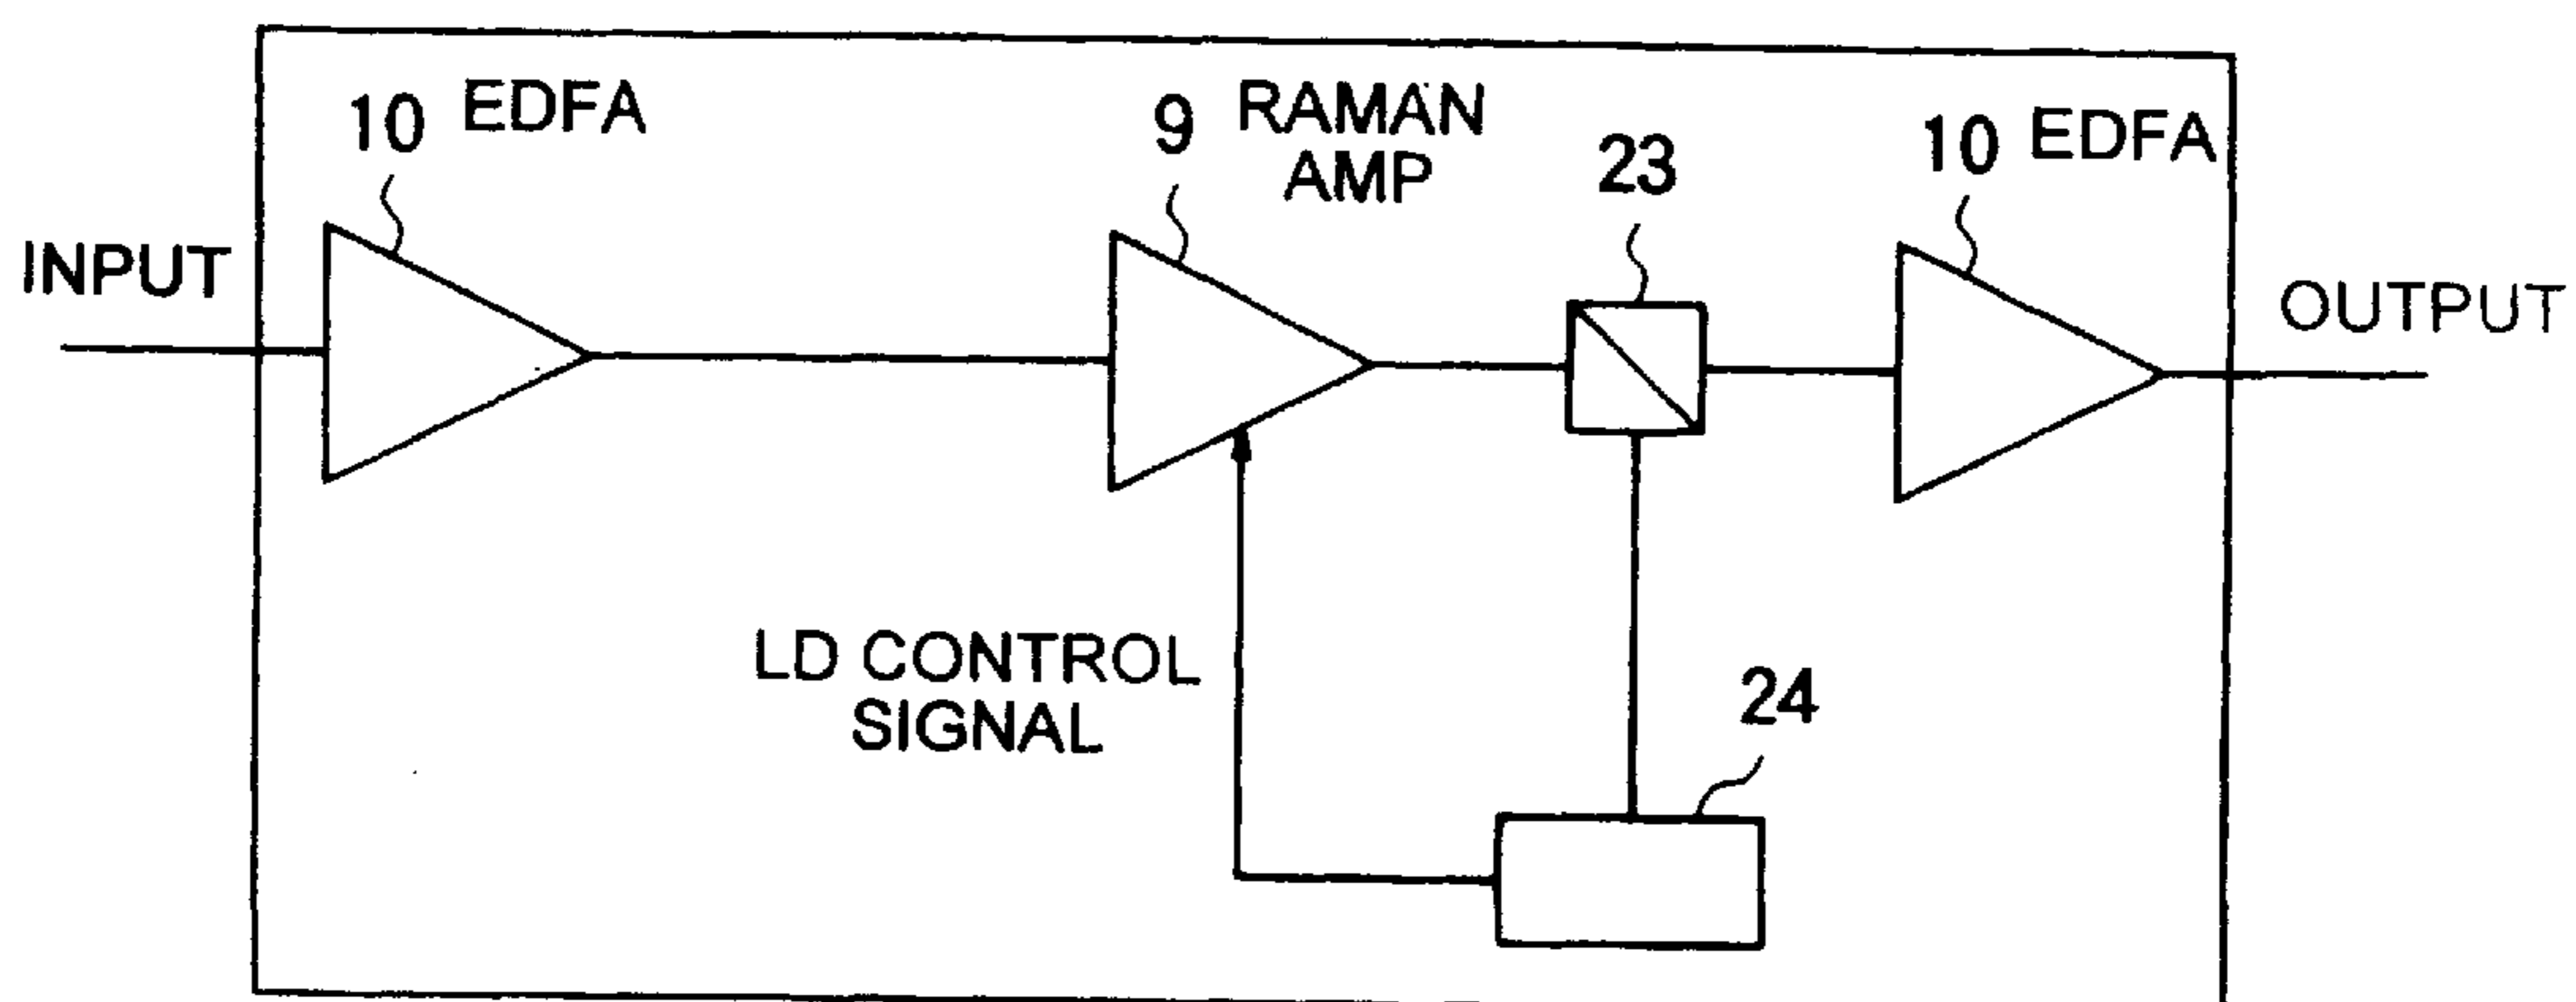 10 EDFA
9 RAMAN
AMP
23
10 EDFA
INPUT
OUTPUT
LD CONTROL
SIGNAL
24